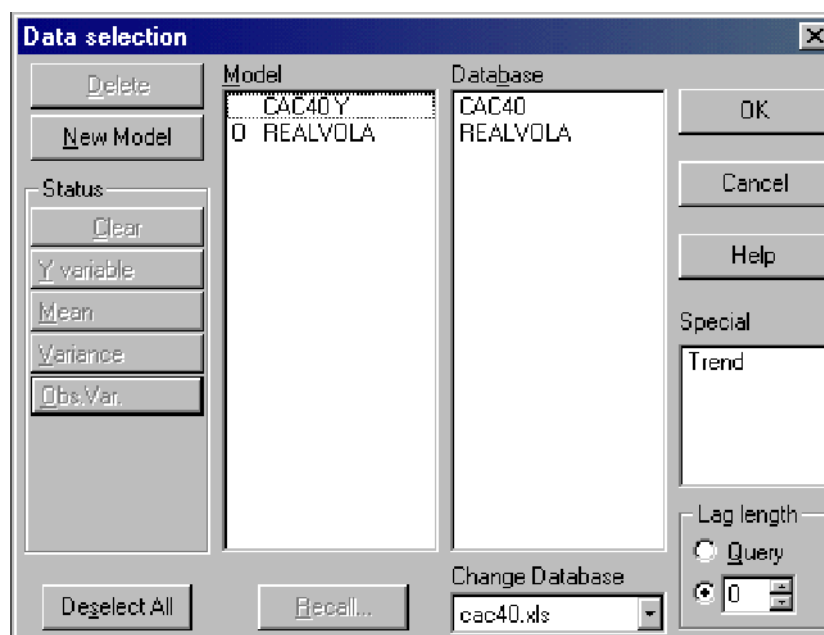 Data selection
Delete
New Model
Status
Clear
Y variable
Mean
Variance
Obs.Var.
Deselect All
Model
CAC40 Y
O REALVOLA
Recall...
Database
CAC40
REALVOLA
Change Database
cac40.xls
OK
Cancel
Help
Special
Trend
Lag length
Query
0